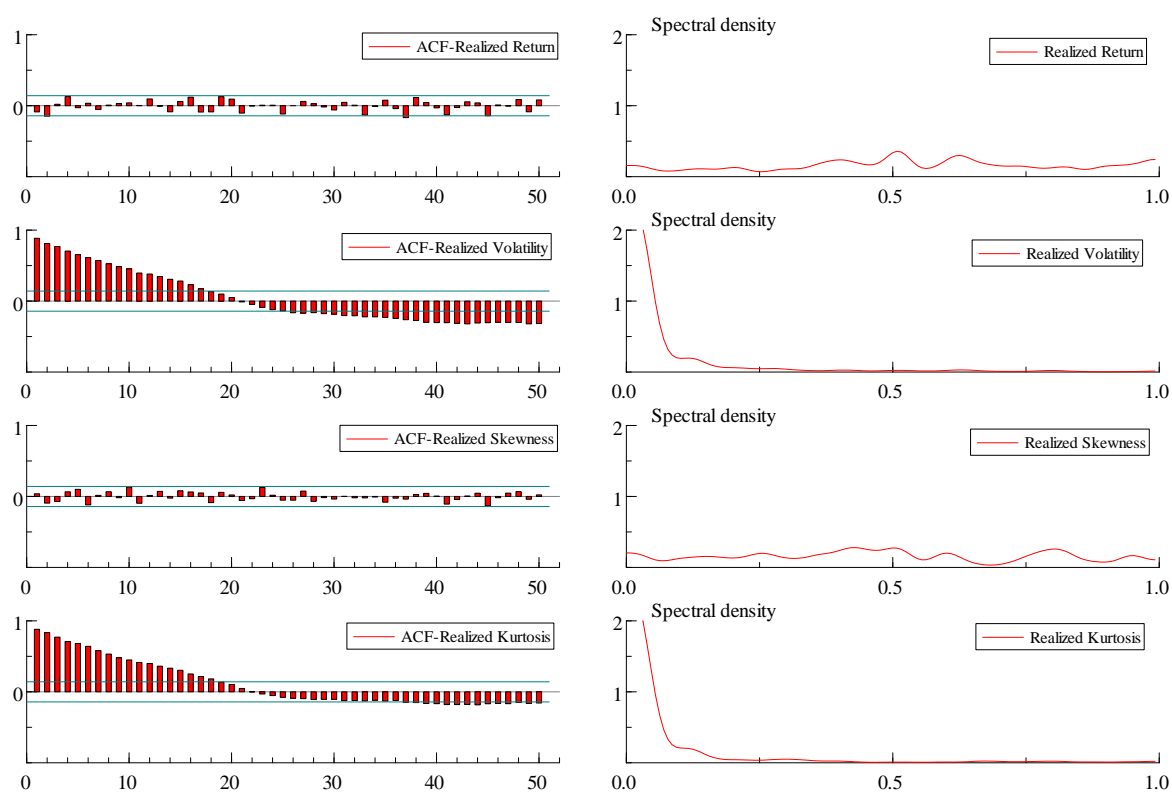 1
ACF-Realized Return
0
0 10 20 30 40 50
Spectral density
2
Realized Return
1
0.0 0.5 1.0
1
ACF-Realized Volatility
0
0 10 20 30 40 50
Spectral density
2
Realized Volatility
1
0.0 0.5 1.0
1
ACF-Realized Skewness
0
0 10 20 30 40 50
Spectral density
2
Realized Skewness
1
0.0 0.5 1.0
1
ACF-Realized Kurtosis
0
0 10 20 30 40 50
Spectral density
2
Realized Kurtosis
1
0.0 0.5 1.0